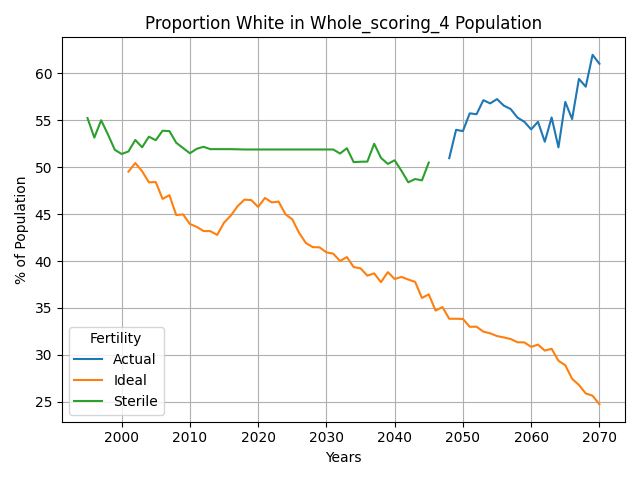 Proportion White in Whole_scoring_4 Population
% of Population
60
55
50
45
40
35
30
25
Fertility
Actual
Ideal
Sterile
2000 2010 2020 2030 2040 2050 2060 2070
Years